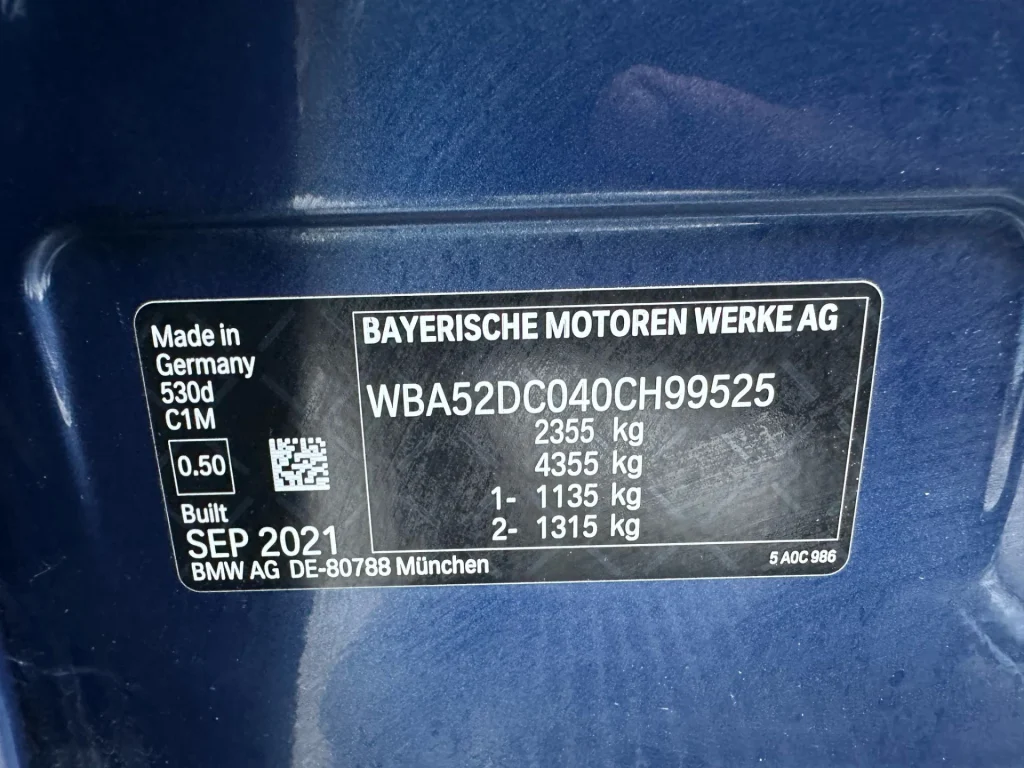 Made in
Germany
530d
C1M
0.50
Built
SEP 2021
BAYERISCHE MOTOREN WERKE AG
WBA52DC040CH99525
2355 kg
4355 kg
1- 1135 kg
2- 1315 kg
BMW AG DE-80788 München
5 A0C 986